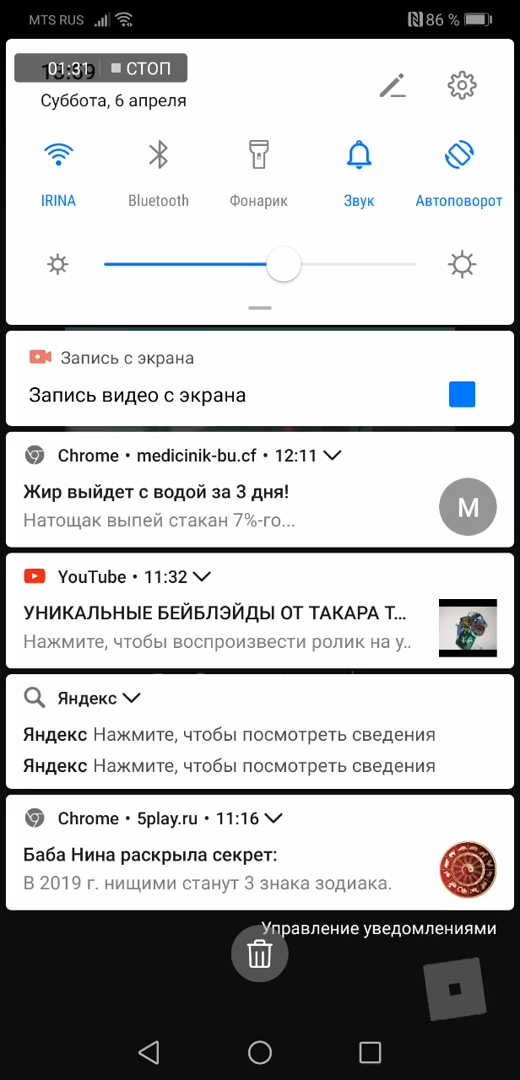 MTS RUS 86 %
01:31 СТОП
Суббота, 6 апреля
IRINA Bluetooth Фонарик Звук Автоповорот
Запись с экрана
Запись видео с экрана
Chrome • medicinik-bu.cf • 12:11
Жир выйдет с водой за 3 дня!
Натощак выпей стакан 7%-го...
М
YouTube • 11:32
УНИКАЛЬНЫЕ БЕЙБЛЭЙДЫ ОТ ТАКАРА Т...
Нажмите, чтобы воспроизвести ролик на у..
Яндекс
Яндекс Нажмите, чтобы посмотреть сведения
Яндекс Нажмите, чтобы посмотреть сведения
Chrome • 5play.ru • 11:16
Баба Нина раскрыла секрет:
В 2019 г. нищими станут 3 знака зодиака.
Управление уведомлениями